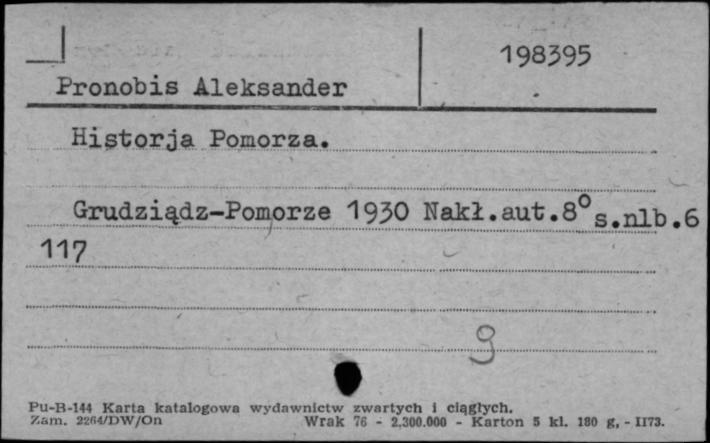 198395
Pronobis Aleksander
Historja Pomorza.
Grudziądz-Pomorze 1930 Nakł.aut.8° s.nlb.6
117
9
Pu-B-144 Karta katalogowa wydawnictw zwartych i ciągłych.
Zam. 2264/DW/On Wrak 76 - 2.300.000 - Karton 5 kl. 180 g, - II73.